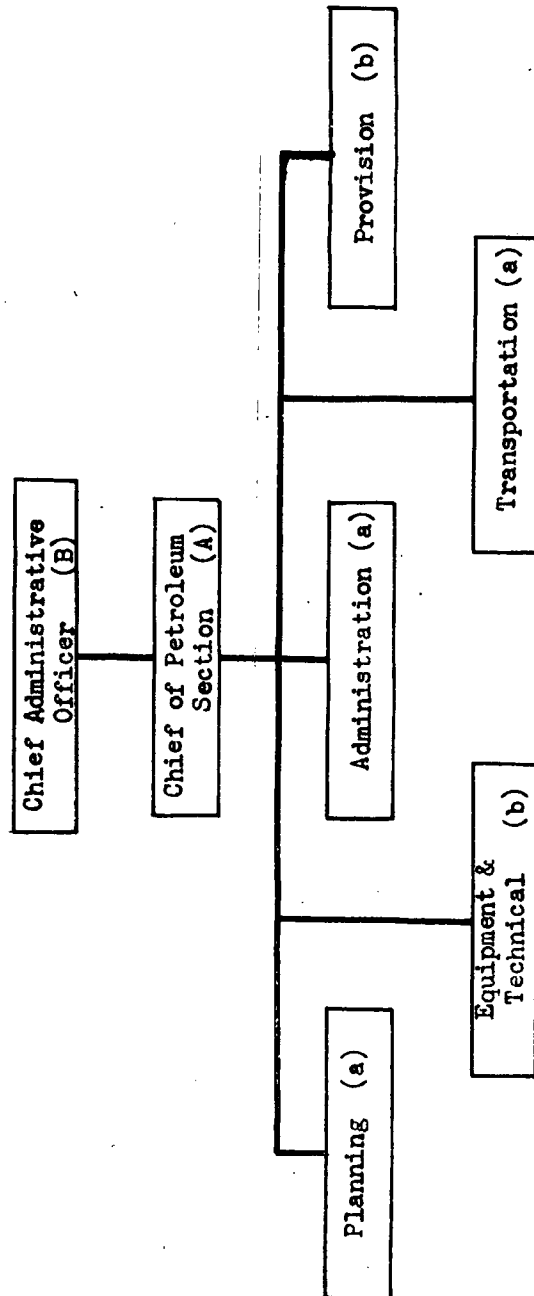 Chief Administrative
Officer (B)
Chief of Petroleum
Section (A)
Planning (a)
Administration (a)
Provision (b)
Equipment &
Technical (b)
Transportation (a)